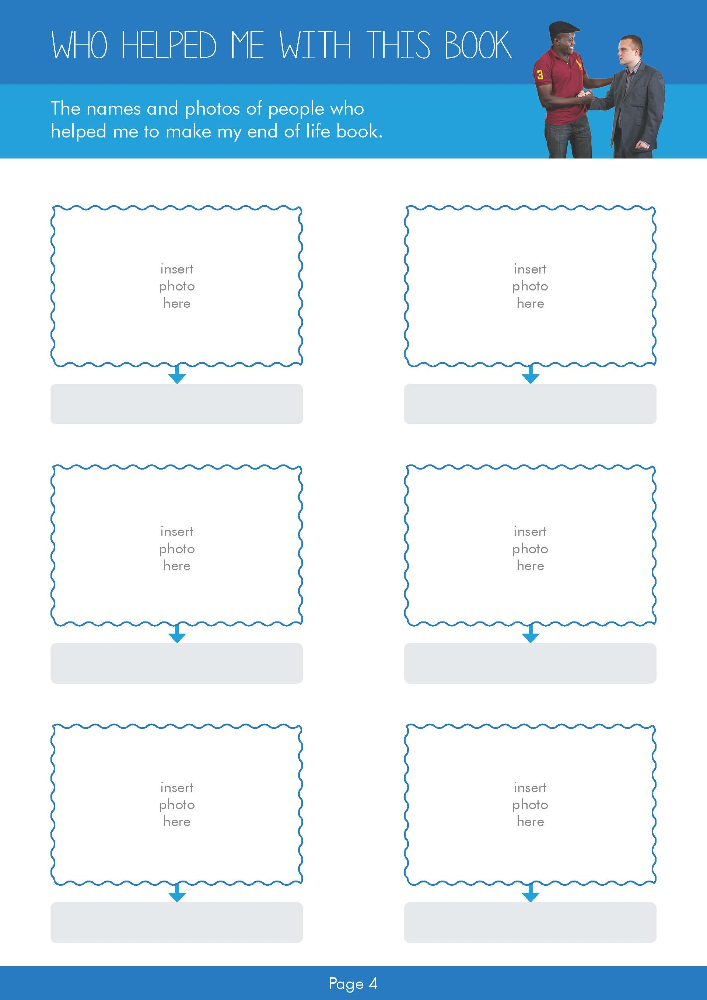 WHO HELPED ME WITH THIS BOOK
3
The names and photos of people who
helped me to make my end of life book.
insert
photo
here
insert
photo
here
insert
photo
here
insert
photo
here
insert
photo
here
insert
photo
here
Page 4